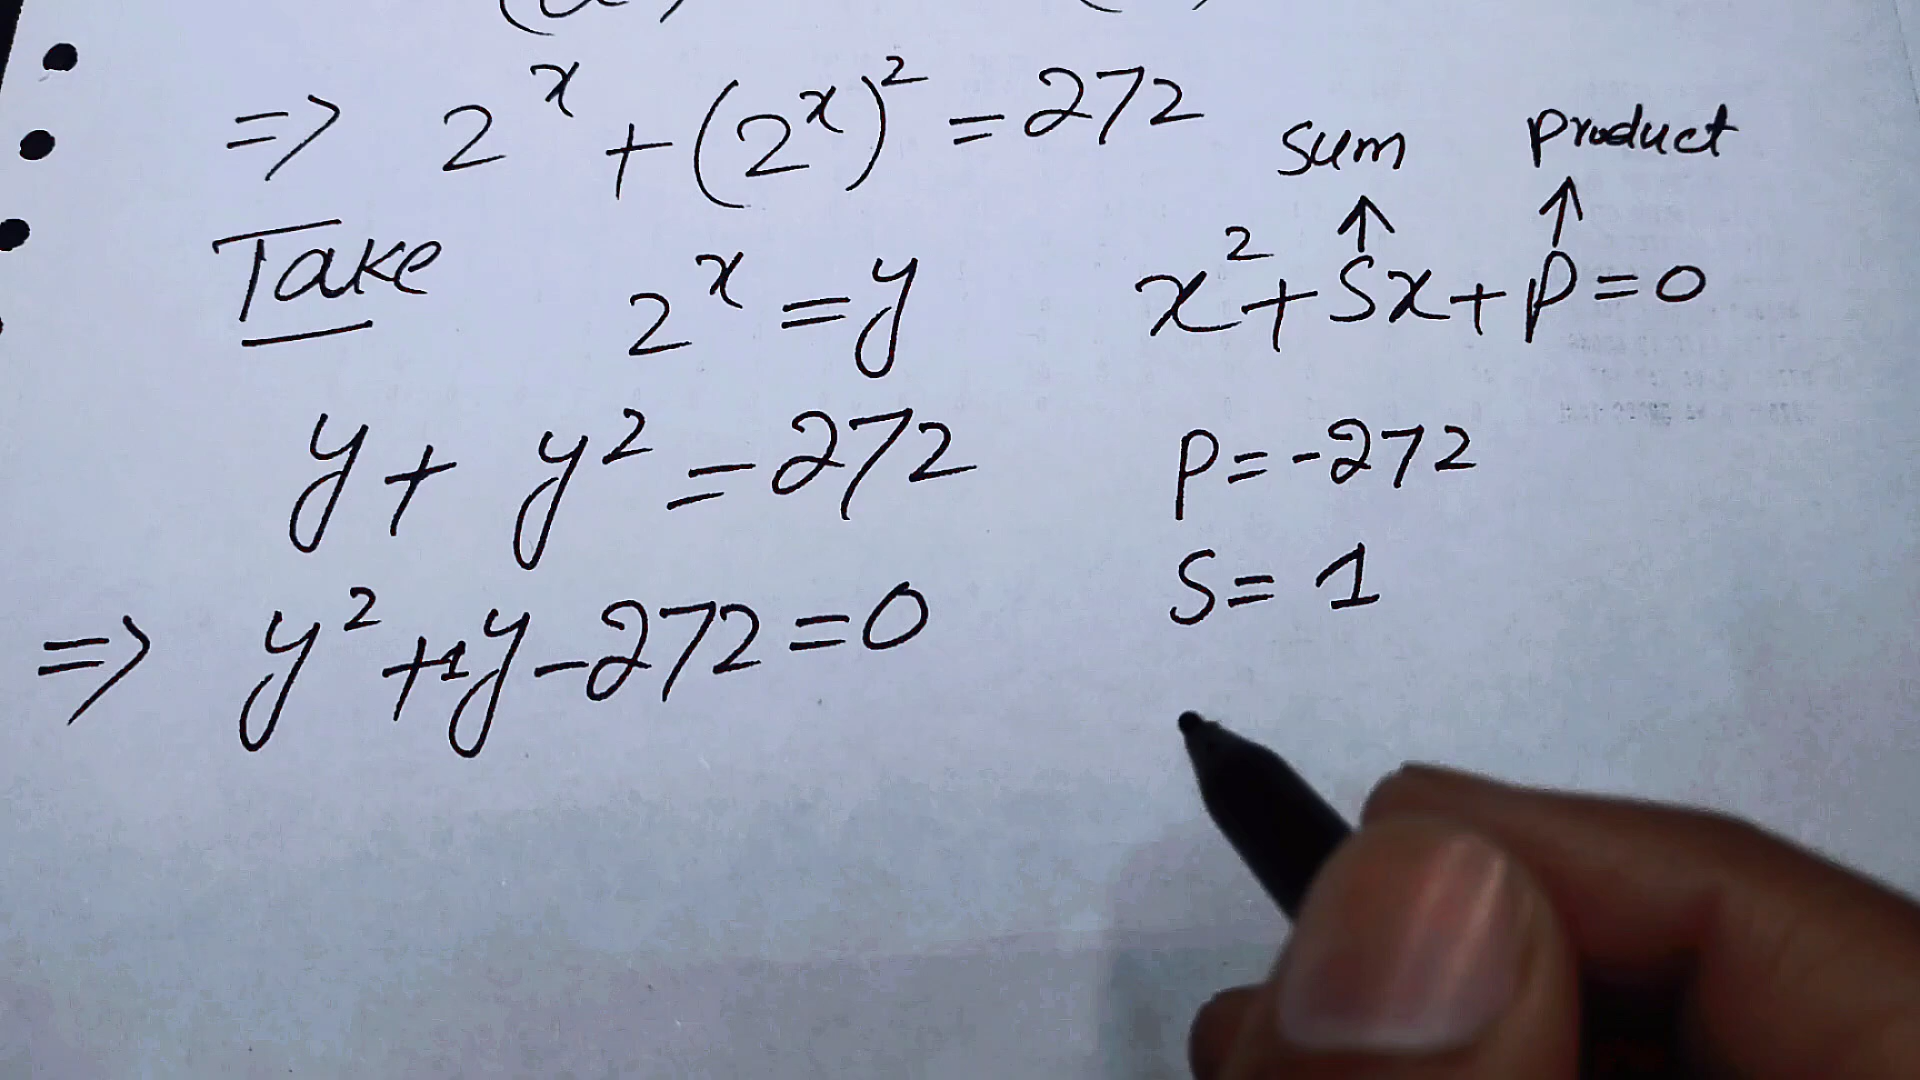 => 2^x + (2^x)^2 = 272
Take 2^x = y
y + y^2 = 272
=> y^2 + 1y - 272 = 0
sum product
↑ ↑
x^2 + Sx + P = 0
P = -272
S = 1